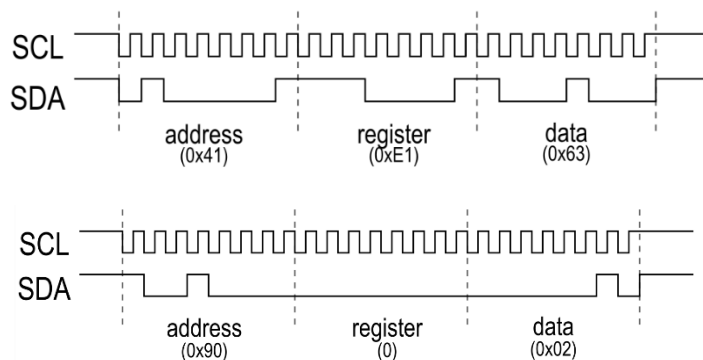 SCL
SDA
address register data
(0x41) (0xE1) (0x63)
SCL
SDA
address register data
(0x90) (0) (0x02)